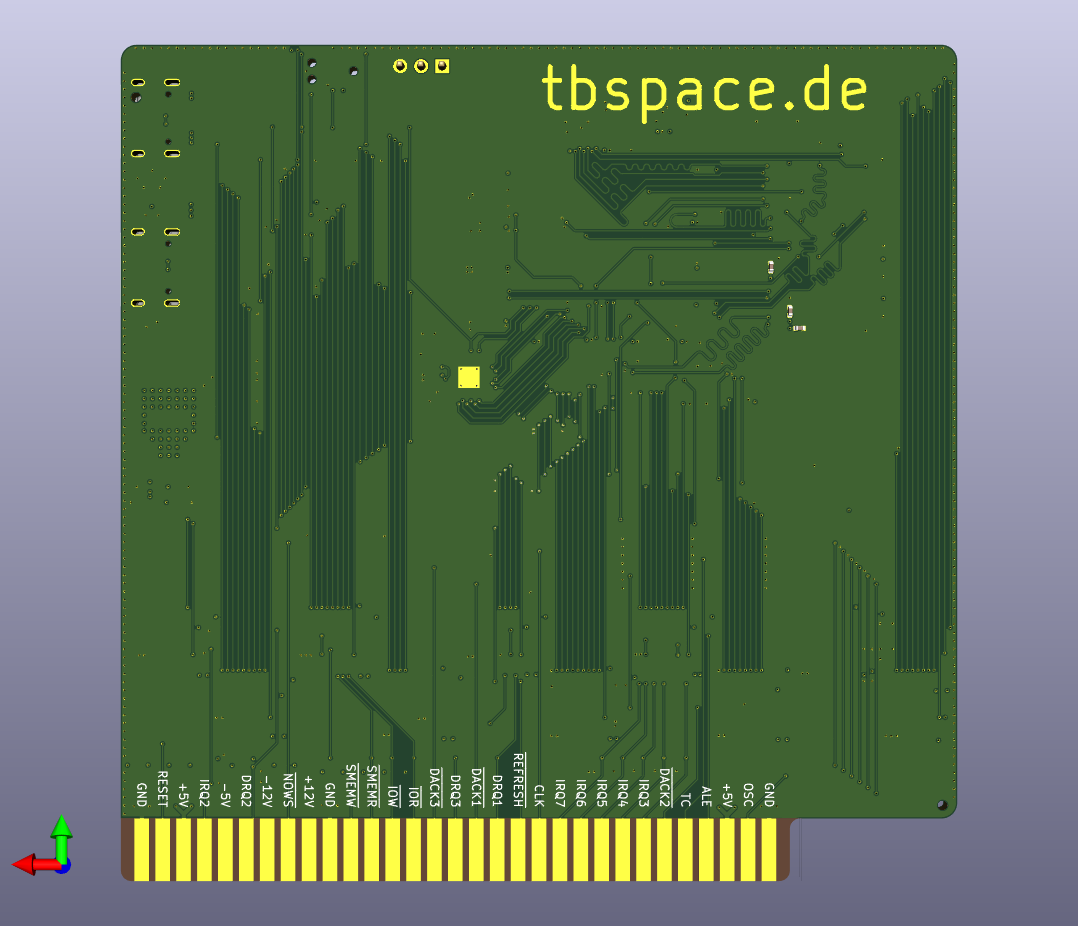 tbspace.de
GND
RESET
+5V
IRQ2
-5V
DRQ2
-12V
NOWS
+12V
GND
SMEMW
SMEMR
IOW
IOR
DACK3
DRQ3
DACK1
DRQ1
REFRESH
CLK
IRQ7
IRQ6
IRQ5
IRQ4
IRQ3
DACK2
TC
ALE
+5V
OSC
GND